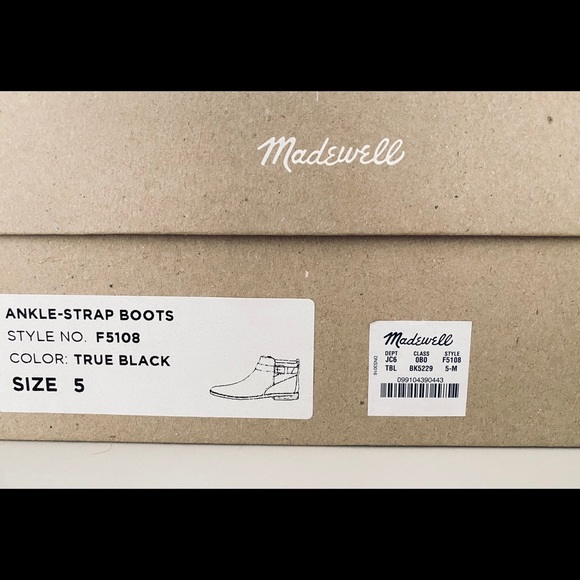 Madewell
ANKLE-STRAP BOOTS
STYLE NO. F5108
COLOR: TRUE BLACK
SIZE 5
Madewell
DEPT CLASS STYLE
JC6 0B0 F5108
TBL BK5229 5-M
099104390443